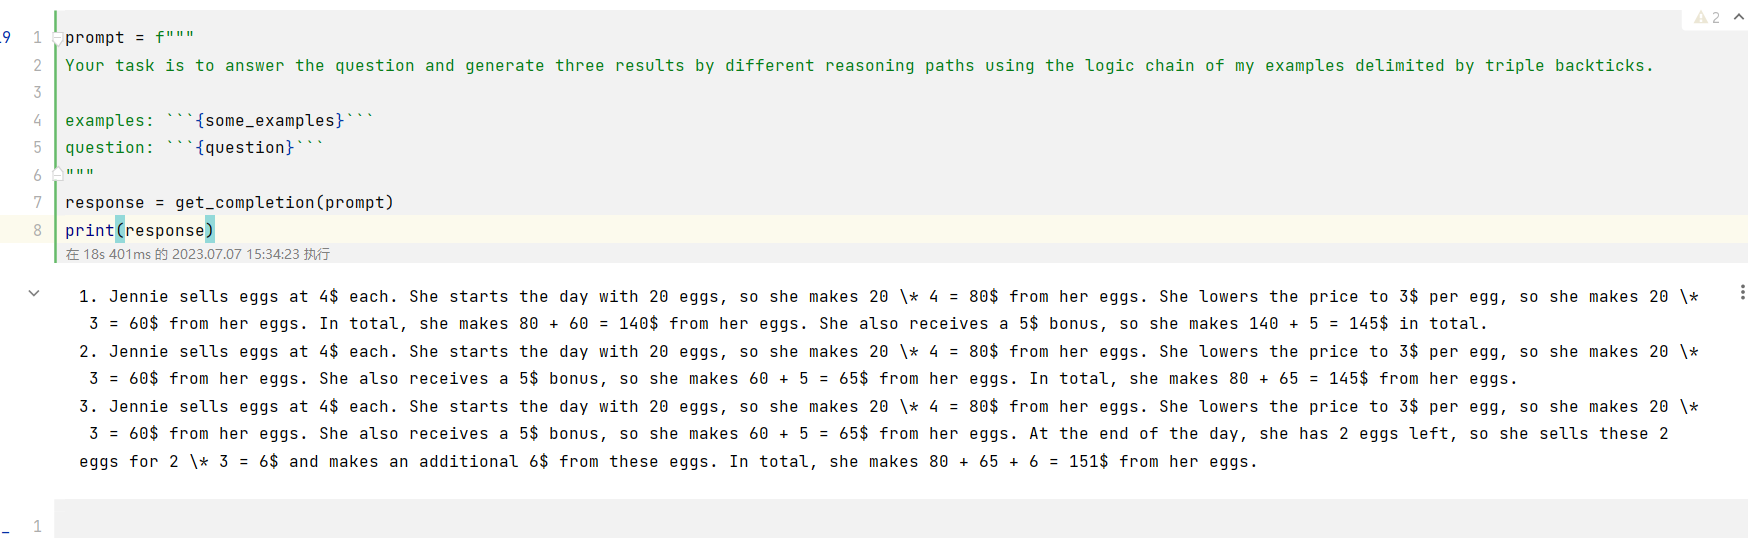 2
19 1 prompt = f"""
2 Your task is to answer the question and generate three results by different reasoning paths using the logic chain of my examples delimited by triple backticks.
3
4 examples: ```{some_examples}```
5 question: ```{question}```
6 """
7 response = get_completion(prompt)
8 print(response)
在 18s 401ms 的 2023.07.07 15:34:23 执行
1. Jennie sells eggs at 4$ each. She starts the day with 20 eggs, so she makes 20 \* 4 = 80$ from her eggs. She lowers the price to 3$ per egg, so she makes 20 \*
3 = 60$ from her eggs. In total, she makes 80 + 60 = 140$ from her eggs. She also receives a 5$ bonus, so she makes 140 + 5 = 145$ in total.
2. Jennie sells eggs at 4$ each. She starts the day with 20 eggs, so she makes 20 \* 4 = 80$ from her eggs. She lowers the price to 3$ per egg, so she makes 20 \*
3 = 60$ from her eggs. She also receives a 5$ bonus, so she makes 60 + 5 = 65$ from her eggs. In total, she makes 80 + 65 = 145$ from her eggs.
3. Jennie sells eggs at 4$ each. She starts the day with 20 eggs, so she makes 20 \* 4 = 80$ from her eggs. She lowers the price to 3$ per egg, so she makes 20 \*
3 = 60$ from her eggs. She also receives a 5$ bonus, so she makes 60 + 5 = 65$ from her eggs. At the end of the day, she has 2 eggs left, so she sells these 2
eggs for 2 \* 3 = 6$ and makes an additional 6$ from these eggs. In total, she makes 80 + 65 + 6 = 151$ from her eggs.
1